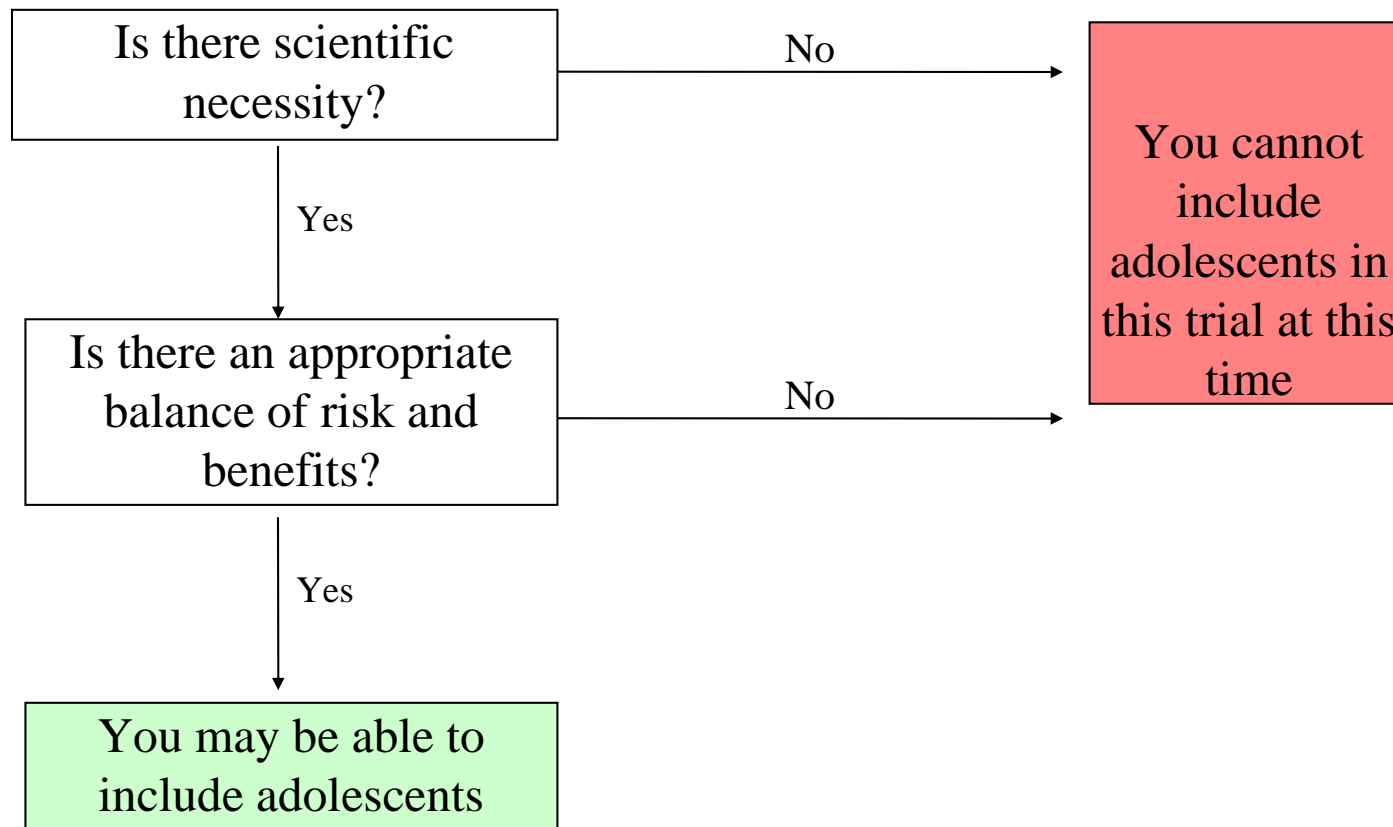 Is there scientific
necessity?
No
You cannot
include
adolescents in
this trial at this
time
Yes
Is there an appropriate
balance of risk and
benefits?
No
Yes
You may be able to
include adolescents